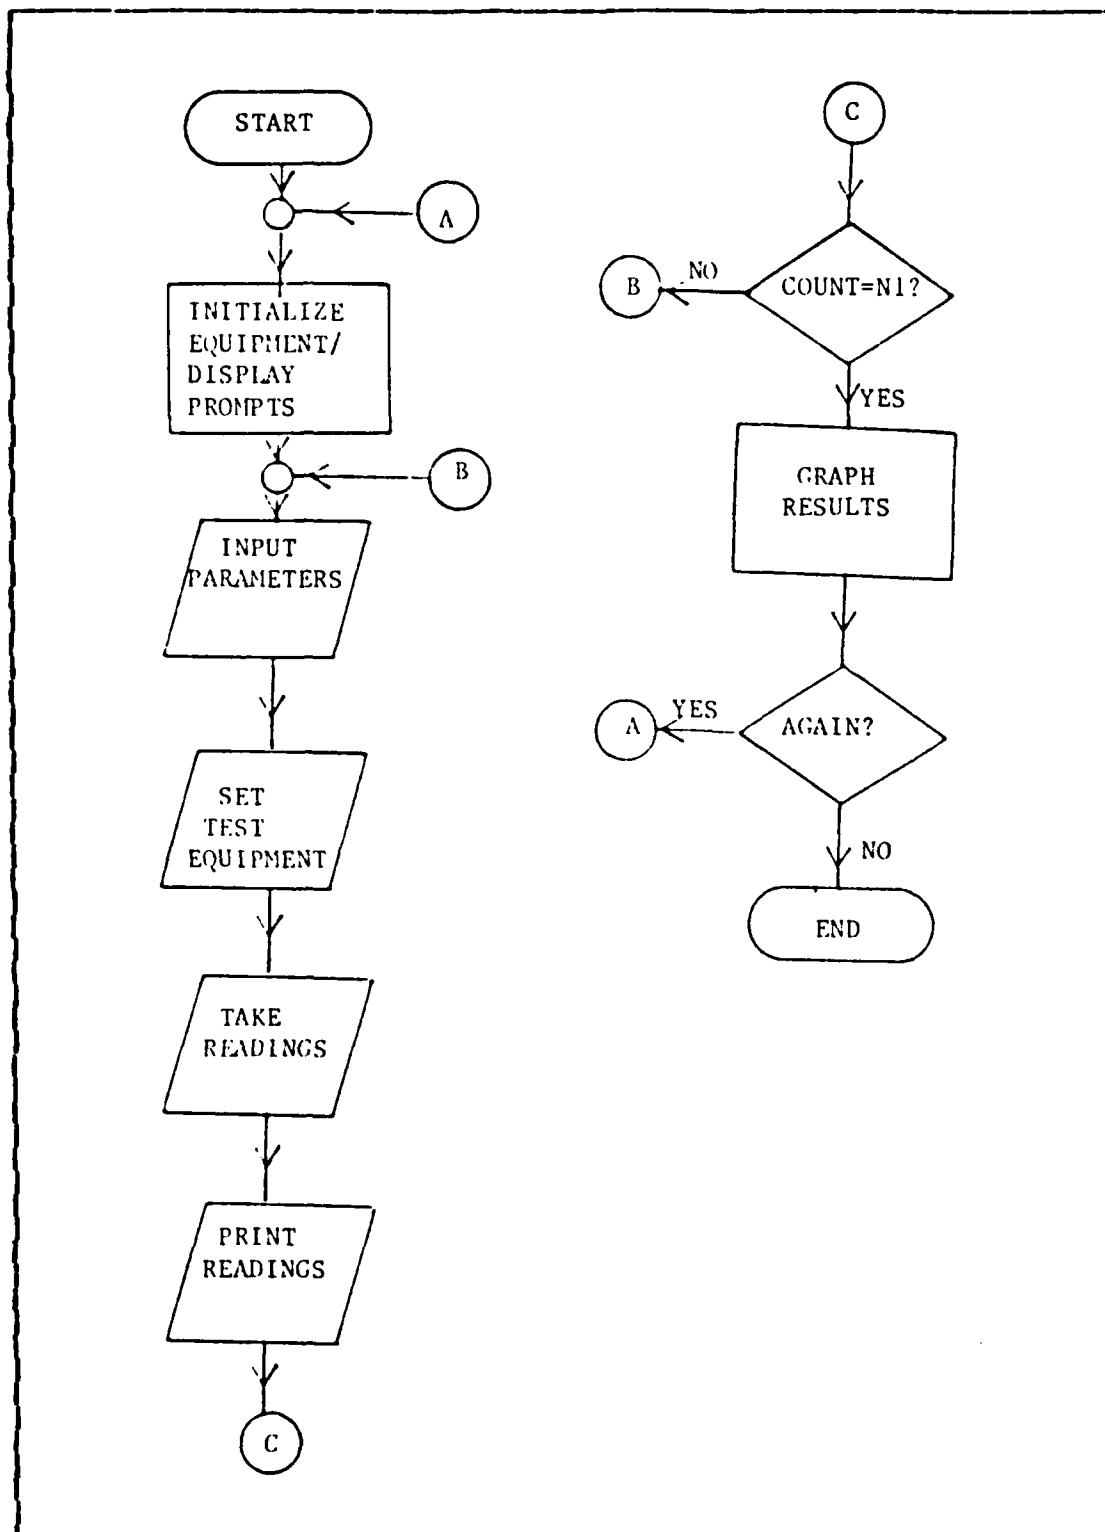 START
A
INITIALIZE
EQUIPMENT/
DISPLAY
PROMPTS
B
INPUT
PARAMETERS
SET
TEST
EQUIPMENT
TAKE
READINGS
PRINT
READINGS
C
C
COUNT=N1?
NO
B
YES
GRAPH
RESULTS
AGAIN?
YES
A
NO
END